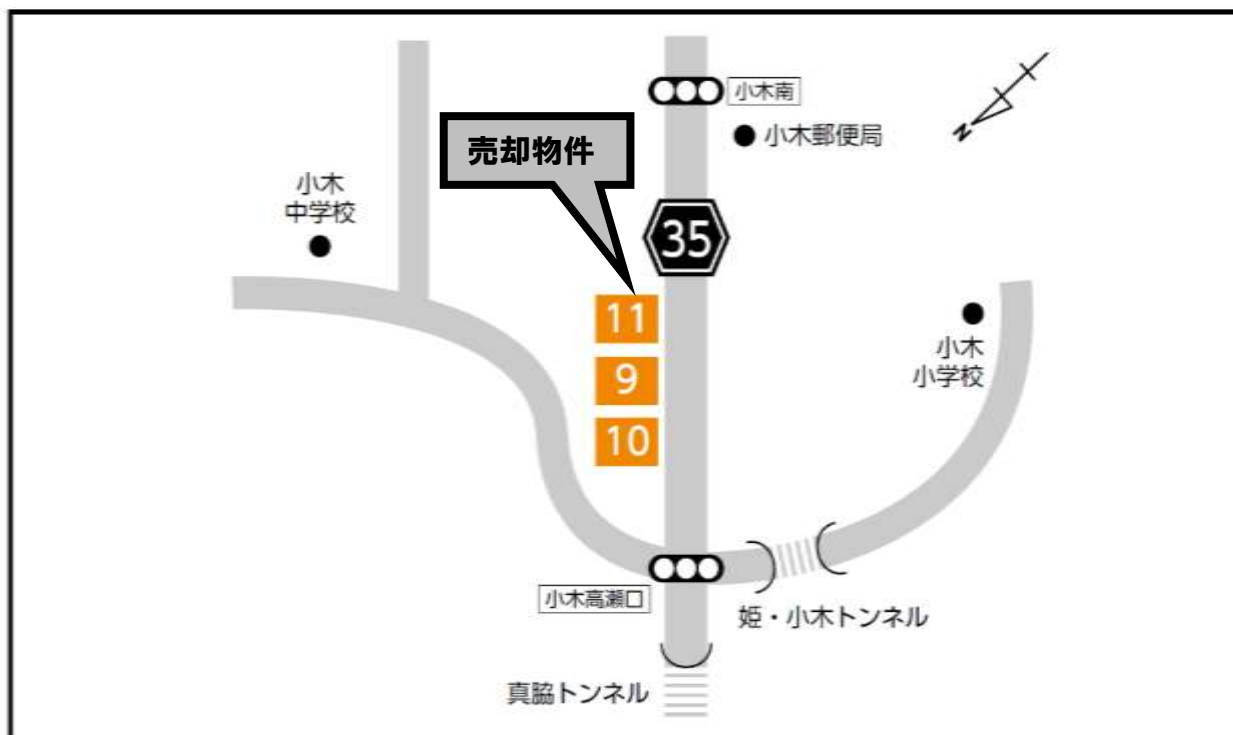 小木南
小木郵便局
N
売却物件
小木
中学校
35
11
9
10
小木
小学校
小木高瀬口
姫・小木トンネル
真脇トンネル